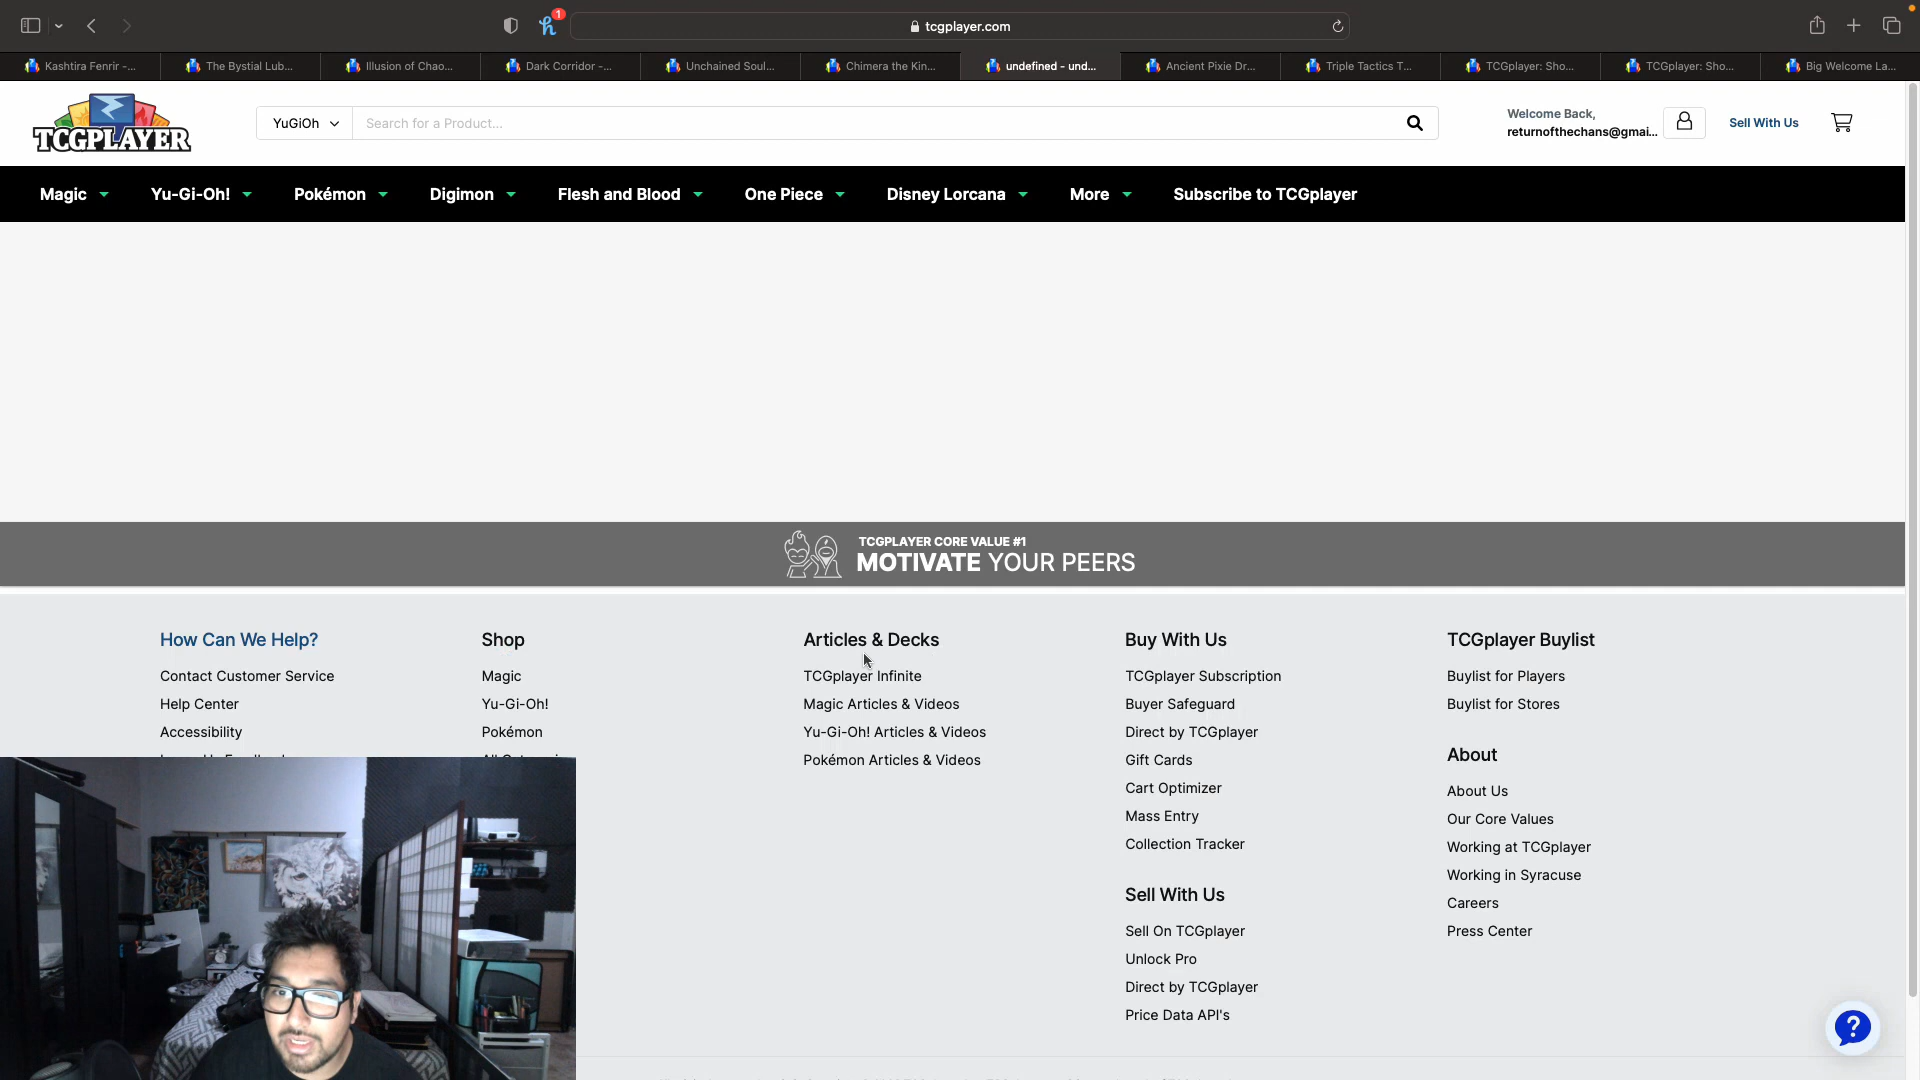 1
tcgplayer.com
Kashtira Fenrir -...
The Bystial Lub...
Illusion of Chao...
Dark Corridor -...
Unchained Soul...
Chimera the Kin...
undefined - und...
Ancient Pixie Dr...
Triple Tactics T...
TCGplayer: Sho...
TCGplayer: Sho...
Big Welcome La...
TCGPLAYER
YuGiOh
Search for a Product...
Welcome Back,
returnofthechans@gmai...
Sell With Us
Magic
Yu-Gi-Oh!
Pokémon
Digimon
Flesh and Blood
One Piece
Disney Lorcana
More
Subscribe to TCGplayer
TCGPLAYER CORE VALUE #1
MOTIVATE YOUR PEERS
How Can We Help?
Contact Customer Service
Help Center
Accessibility
Shop
Magic
Yu-Gi-Oh!
Pokémon
Articles & Decks
TCGplayer Infinite
Magic Articles & Videos
Yu-Gi-Oh! Articles & Videos
Pokémon Articles & Videos
Buy With Us
TCGplayer Subscription
Buyer Safeguard
Direct by TCGplayer
Gift Cards
Cart Optimizer
Mass Entry
Collection Tracker
Sell With Us
Sell On TCGplayer
Unlock Pro
Direct by TCGplayer
Price Data API's
TCGplayer Buylist
Buylist for Players
Buylist for Stores
About
About Us
Our Core Values
Working at TCGplayer
Working in Syracuse
Careers
Press Center
?